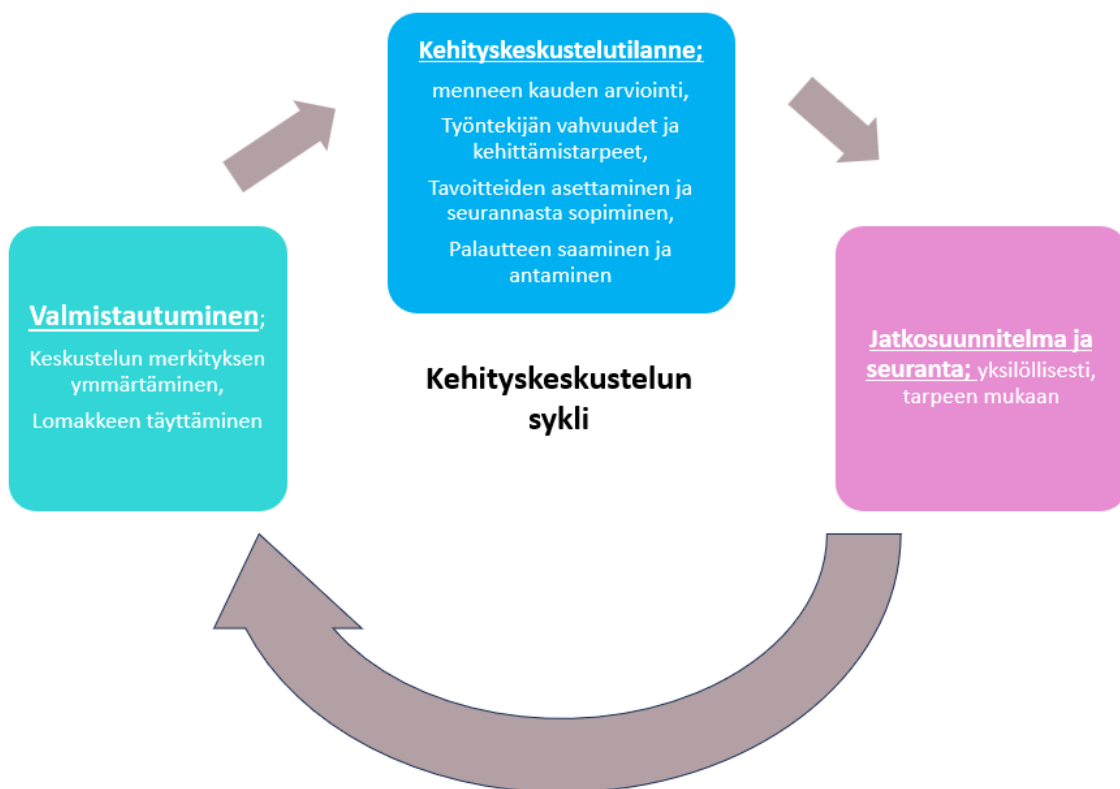 Kehityskeskustelutilanne;
menneen kauden arviointi,
Työntekijän vahvuudet ja
kehittämistarpeet,
Tavoitteiden asettaminen ja
seurannasta sopiminen,
Palautteen saaminen ja
antaminen
Valmistautuminen;
Keskustelun merkityksen
ymmärtäminen,
Lomakkeen täyttäminen
Kehityskeskustelun
sykli
Jatkosuunnitelma ja
seuranta; yksilöllisesti,
tarpeen mukaan